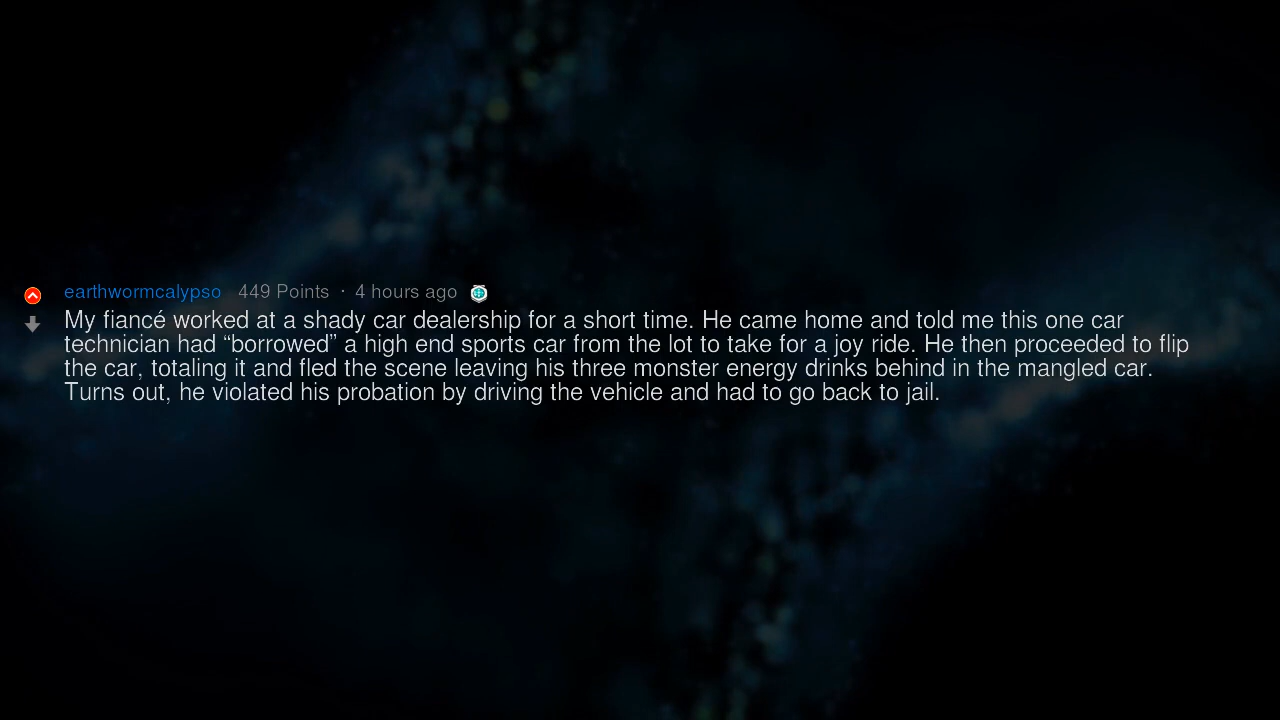 earthwormcalypso 449 Points · 4 hours ago
My fiancé worked at a shady car dealership for a short time. He came home and told me this one car
technician had “borrowed” a high end sports car from the lot to take for a joy ride. He then proceeded to flip
the car, totaling it and fled the scene leaving his three monster energy drinks behind in the mangled car.
Turns out, he violated his probation by driving the vehicle and had to go back to jail.